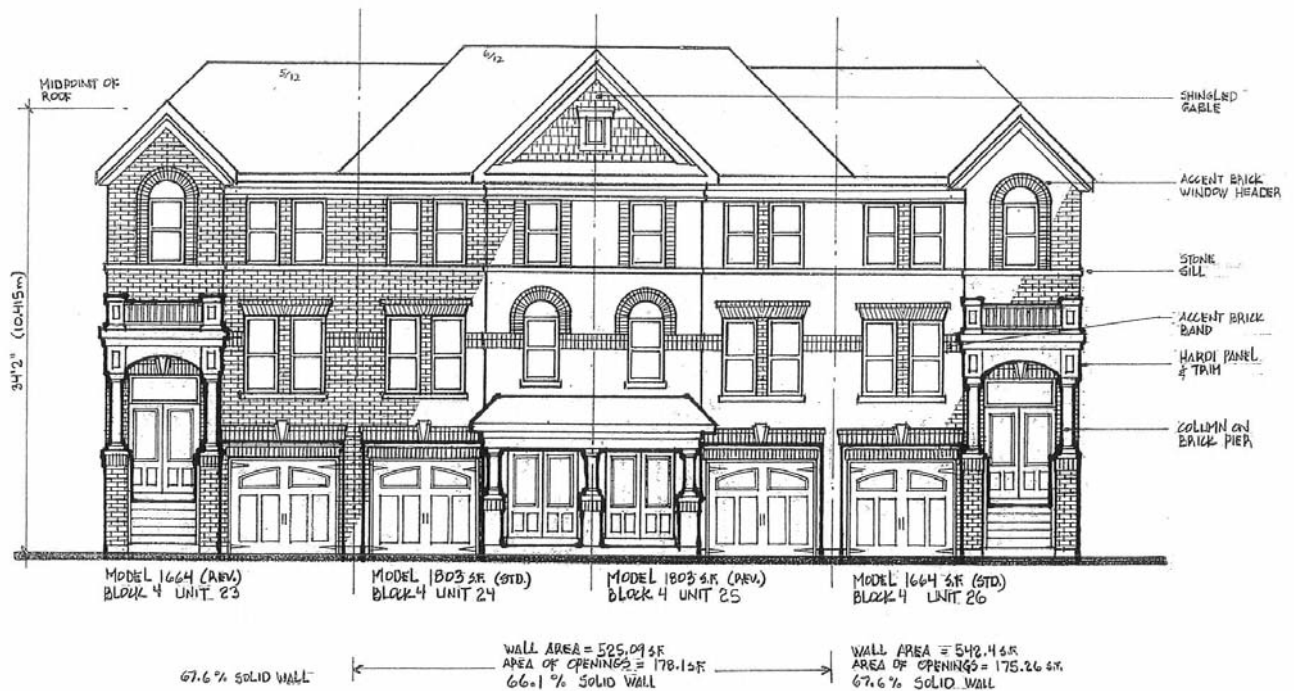 5/12
6/12
MIDPOINT OF
ROOF
34'2" (10.415m)
SHINGLED
GABLE
ACCENT BRICK
WINDOW HEADER
STONE
SILL
ACCENT BRICK
BAND
HARDI PANEL
& TRIM
COLUMN ON
BRICK PIER
MODEL 1664 (REV.)
BLOCK 4 UNIT 23
MODEL 1803 S.F. (STD.)
BLOCK 4 UNIT 24
MODEL 1803 S.F. (REV.)
BLOCK 4 UNIT 25
MODEL 1664 S.F. (STD.)
BLOCK 4 UNIT 26
67.6 % SOLID WALL
WALL AREA = 525.09 S.F.
AREA OF OPENINGS = 178.1 S.F.
66.1 % SOLID WALL
WALL AREA = 542.4 S.F.
AREA OF OPENINGS = 175.26 S.F.
67.6 % SOLID WALL